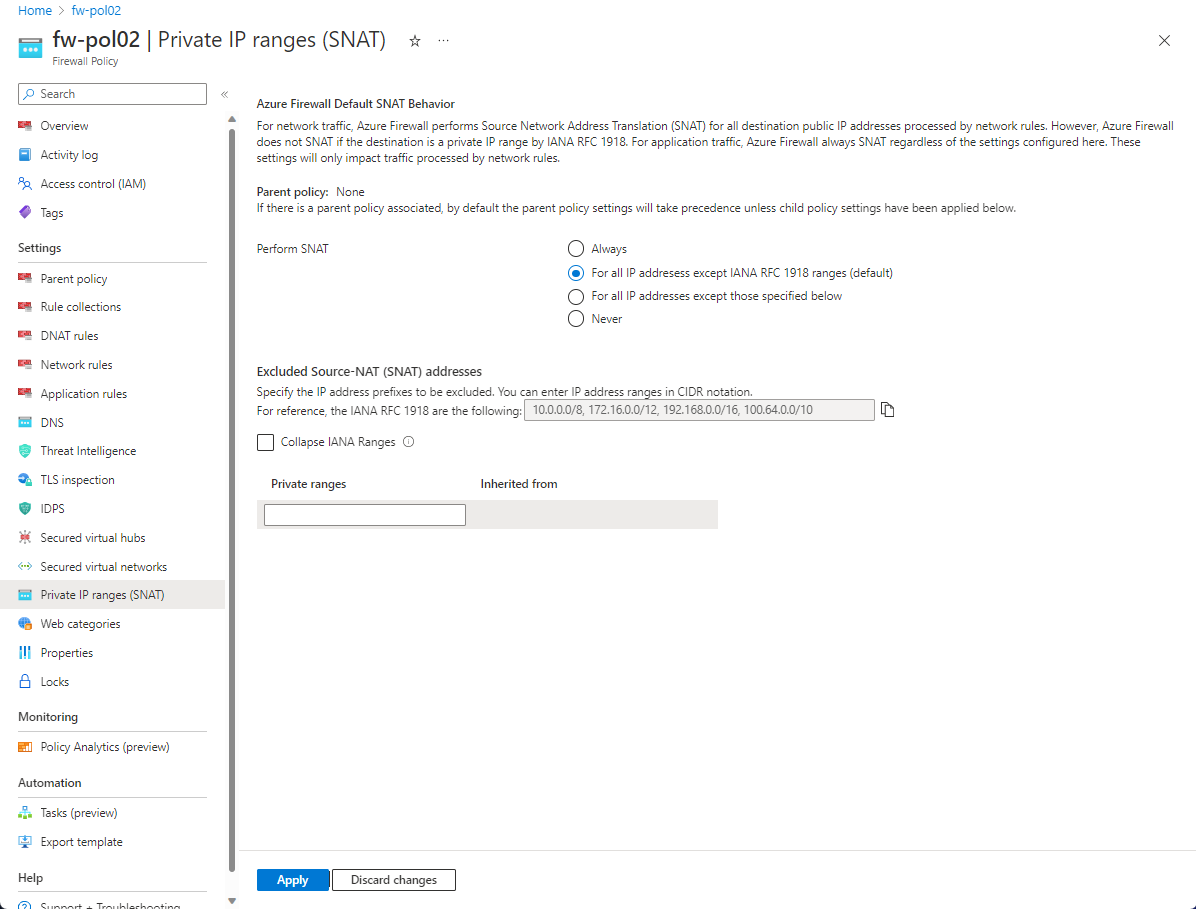 Home > fw-pol02
fw-pol02 | Private IP ranges (SNAT)
Firewall Policy
Search
Overview
Activity log
Access control (IAM)
Tags
Settings
Parent policy
Rule collections
DNAT rules
Network rules
Application rules
DNS
Threat Intelligence
TLS inspection
IDPS
Secured virtual hubs
Secured virtual networks
Private IP ranges (SNAT)
Web categories
Properties
Locks
Monitoring
Policy Analytics (preview)
Automation
Tasks (preview)
Export template
Help
Support + Troubleshooting
Azure Firewall Default SNAT Behavior
For network traffic, Azure Firewall performs Source Network Address Translation (SNAT) for all destination public IP addresses processed by network rules. However, Azure Firewall
does not SNAT if the destination is a private IP range by IANA RFC 1918. For application traffic, Azure Firewall always SNAT regardless of the settings configured here. These
settings will only impact traffic processed by network rules.
Parent policy: None
If there is a parent policy associated, by default the parent policy settings will take precedence unless child policy settings have been applied below.
Perform SNAT
Always
For all IP addresess except IANA RFC 1918 ranges (default)
For all IP addresses except those specified below
Never
Excluded Source-NAT (SNAT) addresses
Specify the IP address prefixes to be excluded. You can enter IP address ranges in CIDR notation.
For reference, the IANA RFC 1918 are the following: 10.0.0.0/8, 172.16.0.0/12, 192.168.0.0/16, 100.64.0.0/10
Collapse IANA Ranges
Private ranges Inherited from
Apply Discard changes